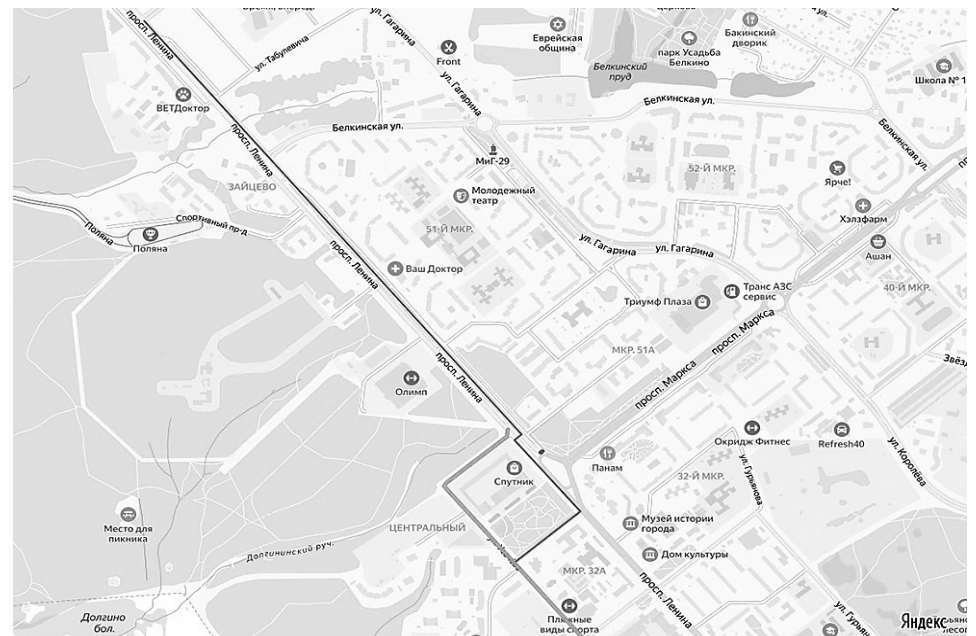 просп. Ленина
ул. Гагарина
Еврейская
община
парк Усадьба
Белкино
Бакинский
дворик
ул. Табулевича
Front
Белкинский
пруд
Школа № 1
ВЕТДоктор
ул. Гагарина
Белкинская ул.
просп. Ленина
Белкинская ул.
Белкинская ул.
МиГ-29
52-Й МКР.
Ярче!
ЗАЙЦЕВО
Молодежный
театр
Хэлзфарм
Спортивный пр-д
51-Й МКР.
Поляна
Поляна
просп. Ленина
ул. Гагарина
ул. Гагарина
Ашан
Ваш Доктор
Транс АЗС
сервис
40-Й МКР.
Триумф Плаза
просп. Маркса
МКР. 51А
просп. Ленина
просп. Маркса
Олимп
Окридж Фитнес
Refresh40
Панам
ул. Королёва
Спутник
32-Й МКР.
ул. Гурьянова
Место для
пикника
ЦЕНТРАЛЬНЫЙ
Музей истории
города
Долгининский руч.
Дом культуры
МКР. 32А
просп. Ленина
Долгино
бол.
Пляжные
виды спорта
Яндекс